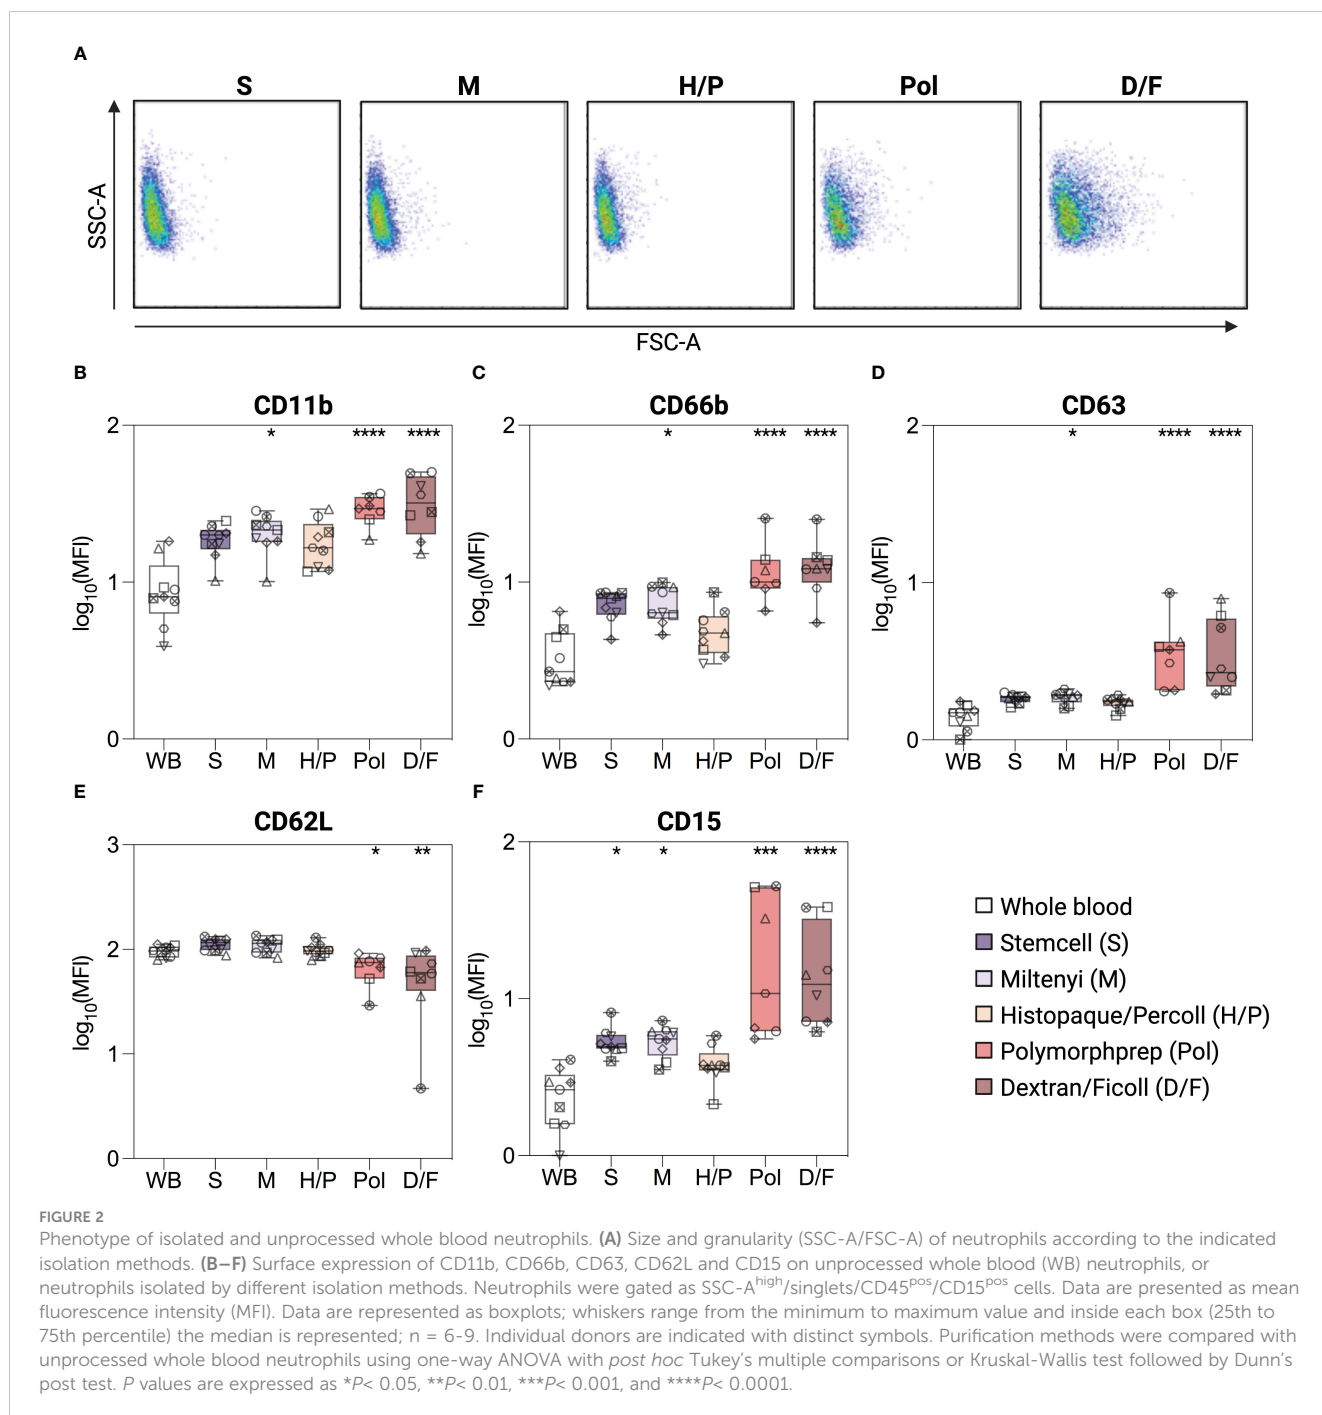 A
S M H/P Pol D/F
SSC-A
FSC-A
B C D
CD11b CD66b CD63
2 * **** ****
2 * **** ****
2 * **** ****
log10(MFI) log10(MFI) log10(MFI)
1 1 1
0 0 0
WB S M H/P Pol D/F WB S M H/P Pol D/F WB S M H/P Pol D/F
E F
CD62L CD15
3 * **
2 * * *** ****
2
log10(MFI) log10(MFI)
1 1
0 0
WB S M H/P Pol D/F WB S M H/P Pol D/F
Whole blood
Stemcell (S)
Miltenyi (M)
Histopaque/Percoll (H/P)
Polymorphprep (Pol)
Dextran/Ficoll (D/F)
FIGURE 2
Phenotype of isolated and unprocessed whole blood neutrophils. (A) Size and granularity (SSC-A/FSC-A) of neutrophils according to the indicated
isolation methods. (B–F) Surface expression of CD11b, CD66b, CD63, CD62L and CD15 on unprocessed whole blood (WB) neutrophils, or
neutrophils isolated by different isolation methods. Neutrophils were gated as SSC-Ahigh/singlets/CD45pos/CD15pos cells. Data are presented as mean
fluorescence intensity (MFI). Data are represented as boxplots; whiskers range from the minimum to maximum value and inside each box (25th to
75th percentile) the median is represented; n = 6-9. Individual donors are indicated with distinct symbols. Purification methods were compared with
unprocessed whole blood neutrophils using one-way ANOVA with post hoc Tukey's multiple comparisons or Kruskal-Wallis test followed by Dunn's
post test. P values are expressed as *P< 0.05, **P< 0.01, ***P< 0.001, and ****P< 0.0001.